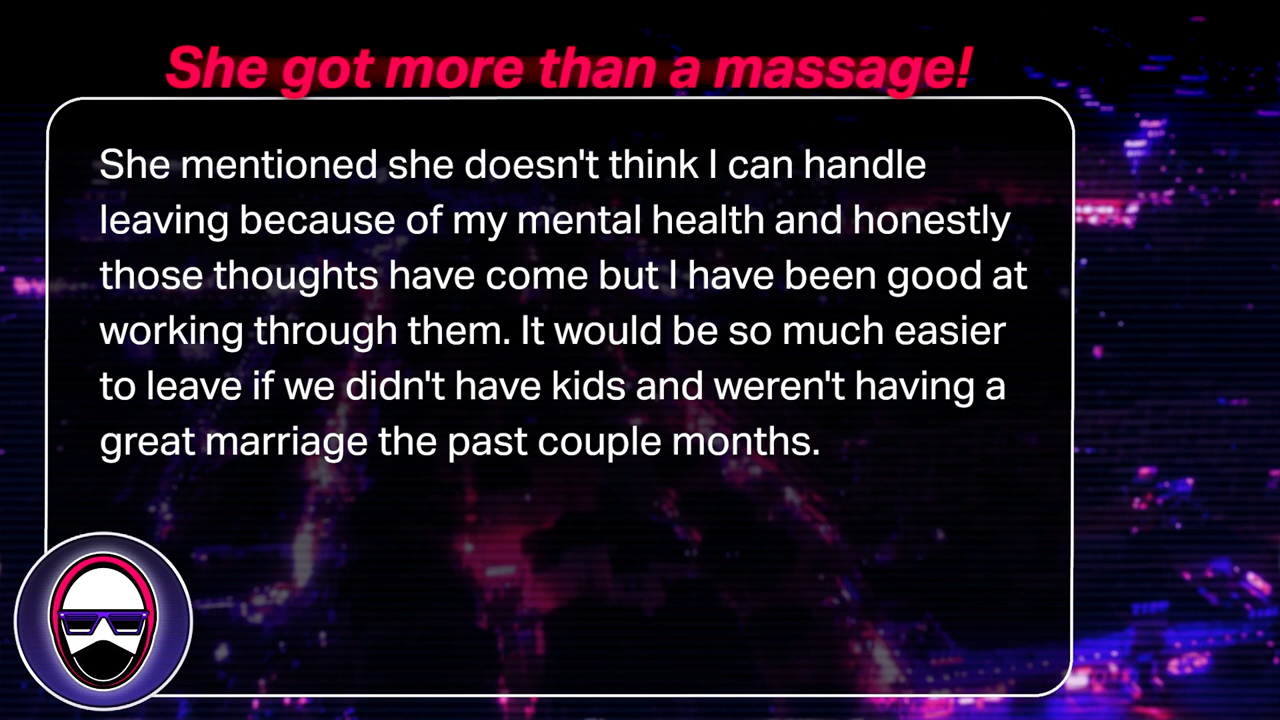 She got more than a massage!
She mentioned she doesn't think I can handle
leaving because of my mental health and honestly
those thoughts have come but I have been good at
working through them. It would be so much easier
to leave if we didn't have kids and weren't having a
great marriage the past couple months.